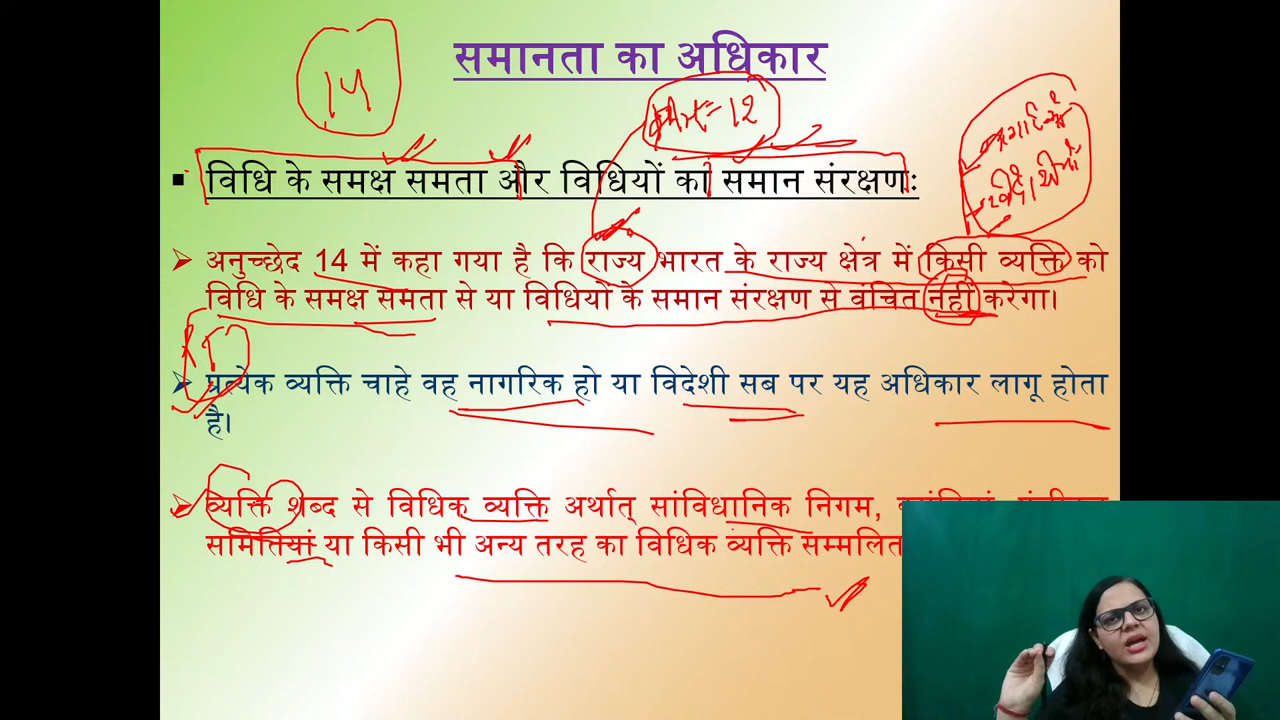 समानता का अधिकार
14
=12
विधि के समक्ष समता और विधियों का समान संरक्षणः
अनुच्छेद 14 में कहा गया है कि राज्य भारत के राज्य क्षेत्र में किसी व्यक्ति को
विधि के समक्ष समता से या विधियों के समान संरक्षण से वंचित नहीं करेगा।
प्रत्येक व्यक्ति चाहे वह नागरिक हो या विदेशी सब पर यह अधिकार लागू होता
है।
व्यक्ति शब्द से विधिक व्यक्ति अर्थात् सांविधानिक निगम,
समितियां या किसी भी अन्य तरह का विधिक व्यक्ति सम्मलित